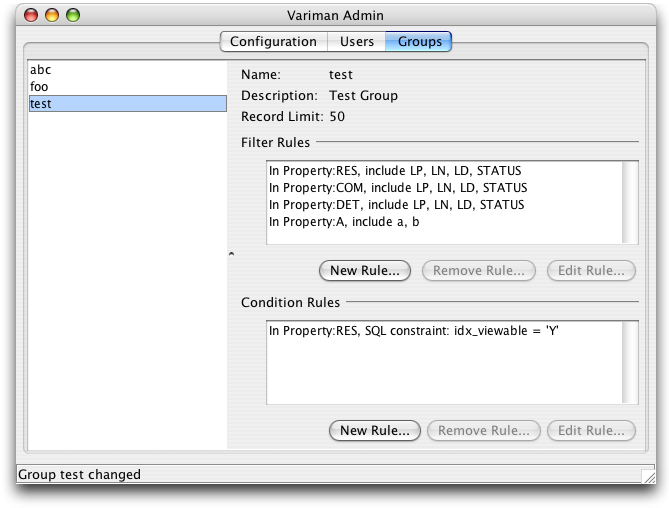 Variman Admin
Configuration Users Groups
abc
foo
test
Name: test
Description: Test Group
Record Limit: 50
Filter Rules
In Property:RES, include LP, LN, LD, STATUS
In Property:COM, include LP, LN, LD, STATUS
In Property:DET, include LP, LN, LD, STATUS
In Property:A, include a, b
New Rule... Remove Rule... Edit Rule...
Condition Rules
In Property:RES, SQL constraint: idx_viewable = 'Y'
New Rule... Remove Rule... Edit Rule...
Group test changed